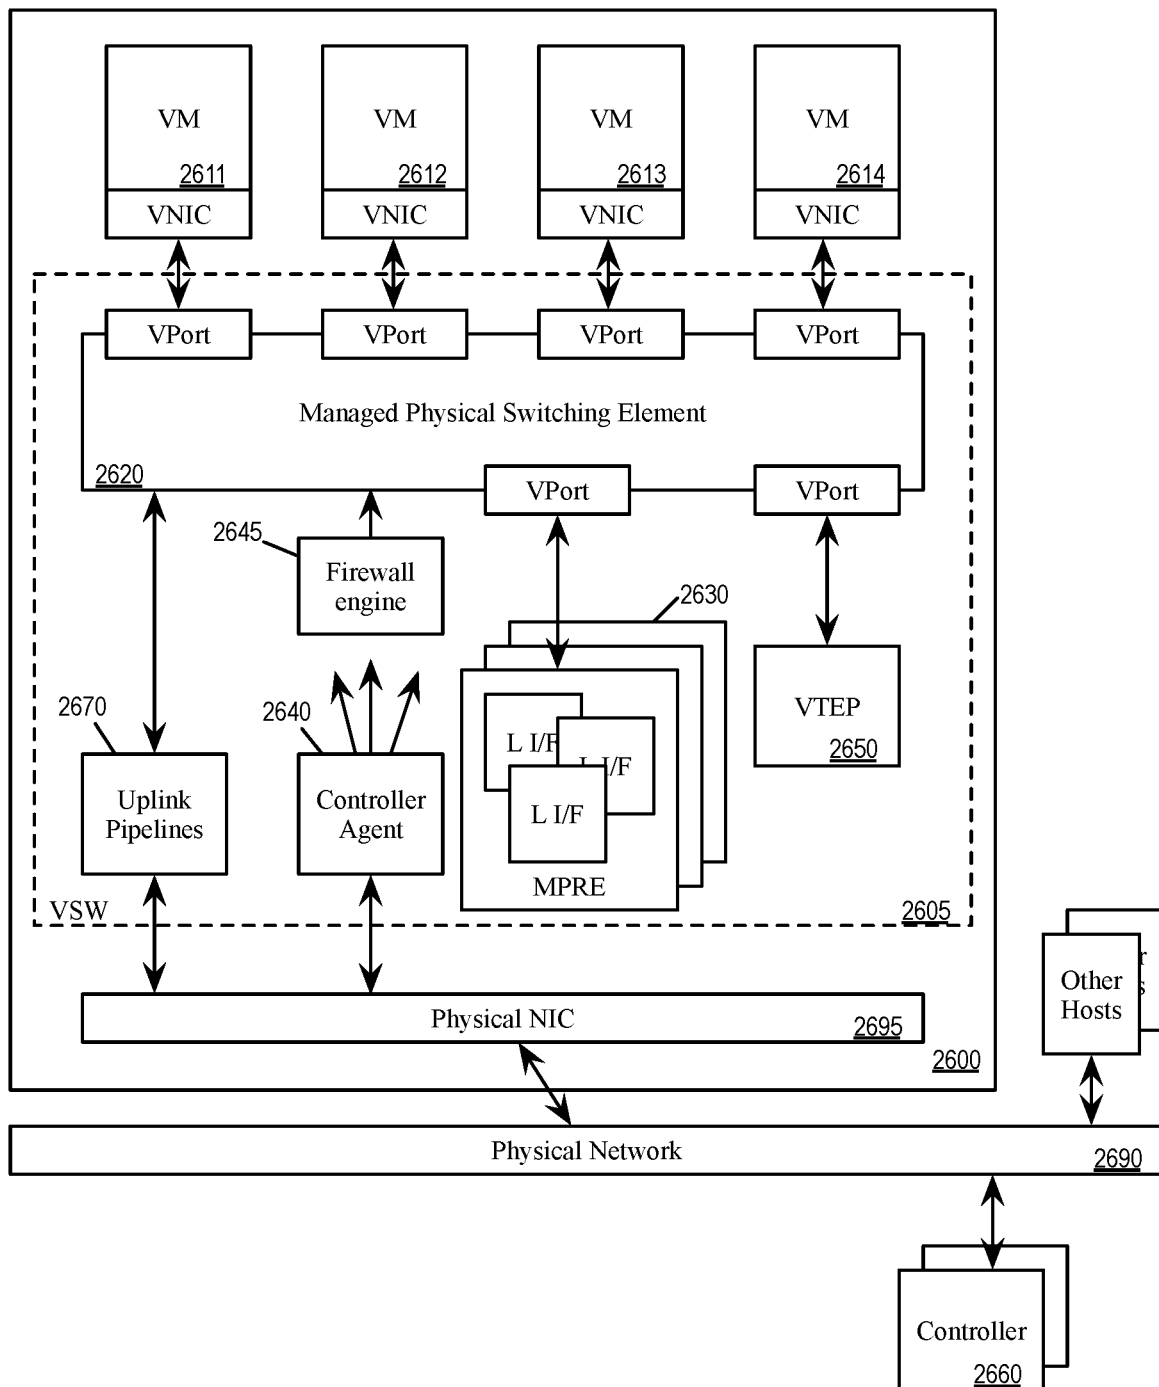 VM
2611
VNIC
VM
2612
VNIC
VM
2613
VNIC
VM
2614
VNIC
VPort
VPort
VPort
VPort
Managed Physical Switching Element
2620
VPort
VPort
2645
Firewall
engine
2630
2670
2640
L I/F
L I/F
L I/F
MPRE
VTEP
2650
Uplink
Pipelines
Controller
Agent
VSW
2605
Physical NIC
2695
2600
Other
Hosts
r
s
Physical Network
2690
Controller
2660